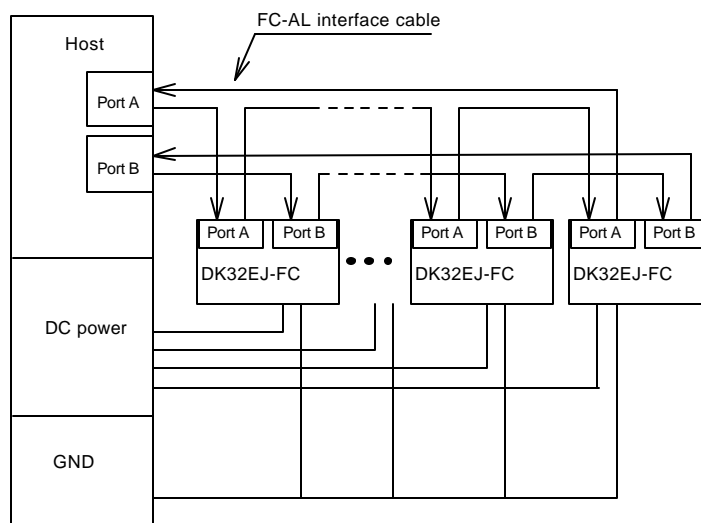 FC-AL interface cable
Host
Port A
Port B
Port A
Port B
Port A
Port B
Port A
Port B
DK32EJ-FC
DK32EJ-FC
DK32EJ-FC
DC power
GND